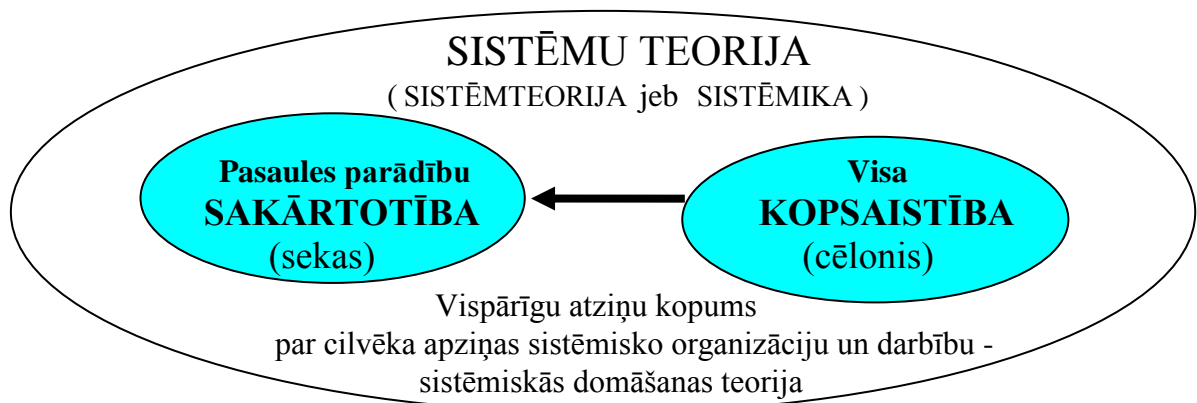 SISTĒMU TEORIJA
( SISTĒMTEORIJA jeb SISTĒMIKA )
Pasaules parādību
SAKĀRTOTĪBA
(sekas)
Visa
KOPSAISTĪBA
(cēlonis)
Vispārīgu atziņu kopums
par cilvēka apziņas sistēmisko organizāciju un darbību -
sistēmiskās domāšanas teorija